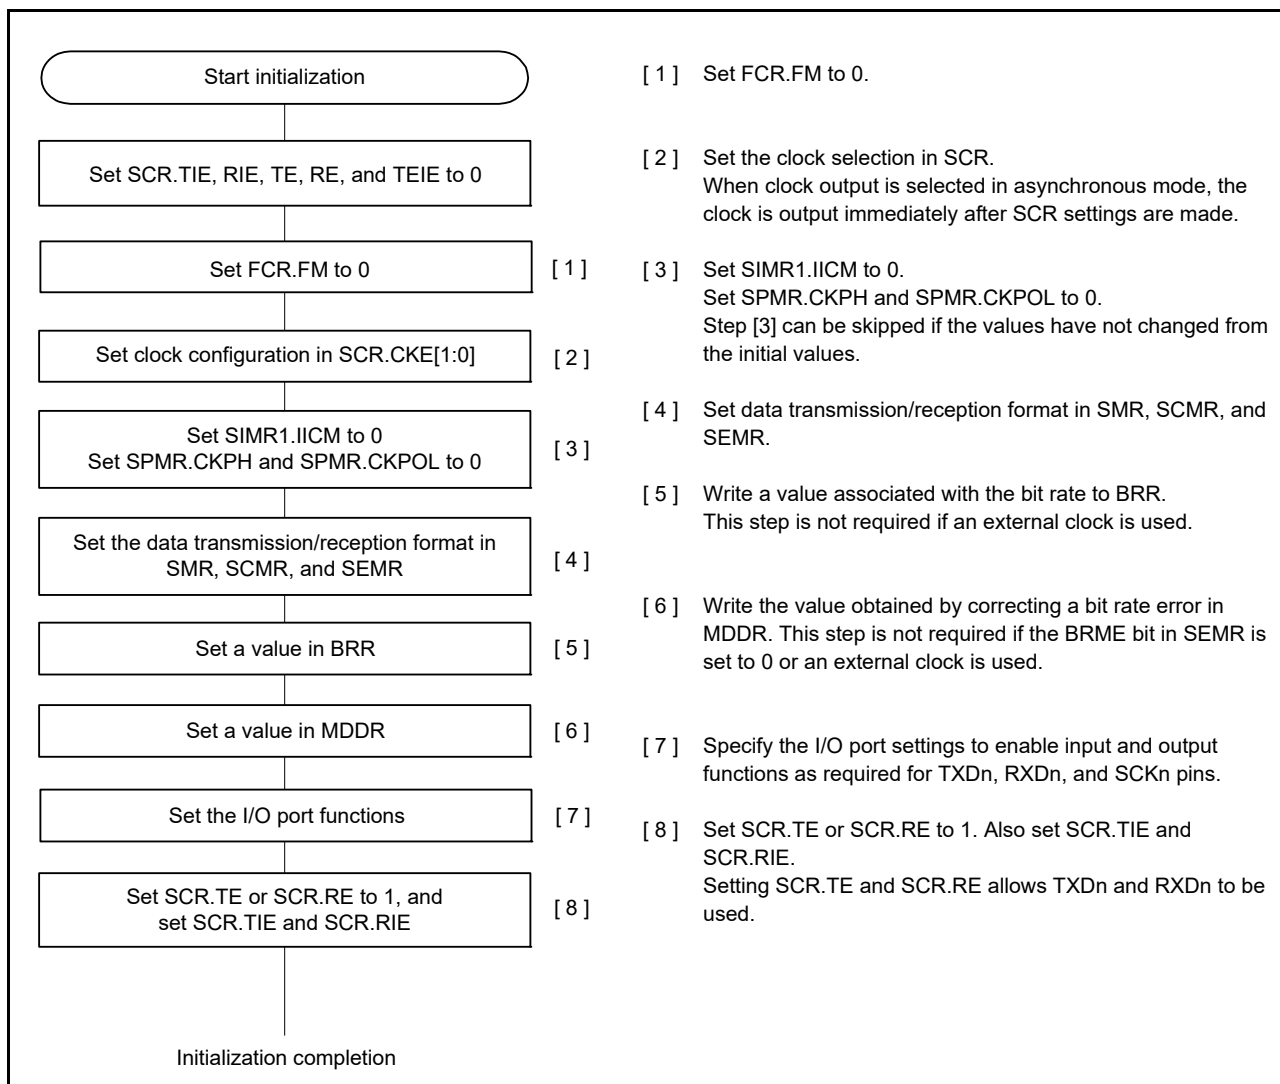 Start initialization
Set SCR.TIE, RIE, TE, RE, and TEIE to 0
Set FCR.FM to 0
[ 1 ]
Set clock configuration in SCR.CKE[1:0]
[ 2 ]
Set SIMR1.IICM to 0
Set SPMR.CKPH and SPMR.CKPOL to 0
[ 3 ]
Set the data transmission/reception format in
SMR, SCMR, and SEMR
[ 4 ]
Set a value in BRR
[ 5 ]
Set a value in MDDR
[ 6 ]
Set the I/O port functions
[ 7 ]
Set SCR.TE or SCR.RE to 1, and
set SCR.TIE and SCR.RIE
[ 8 ]
Initialization completion
[ 1 ] Set FCR.FM to 0.
[ 2 ] Set the clock selection in SCR.
When clock output is selected in asynchronous mode, the
clock is output immediately after SCR settings are made.
[ 3 ] Set SIMR1.IICM to 0.
Set SPMR.CKPH and SPMR.CKPOL to 0.
Step [3] can be skipped if the values have not changed from
the initial values.
[ 4 ] Set data transmission/reception format in SMR, SCMR, and
SEMR.
[ 5 ] Write a value associated with the bit rate to BRR.
This step is not required if an external clock is used.
[ 6 ] Write the value obtained by correcting a bit rate error in
MDDR. This step is not required if the BRME bit in SEMR is
set to 0 or an external clock is used.
[ 7 ] Specify the I/O port settings to enable input and output
functions as required for TXDn, RXDn, and SCKn pins.
[ 8 ] Set SCR.TE or SCR.RE to 1. Also set SCR.TIE and
SCR.RIE.
Setting SCR.TE and SCR.RE allows TXDn and RXDn to be
used.